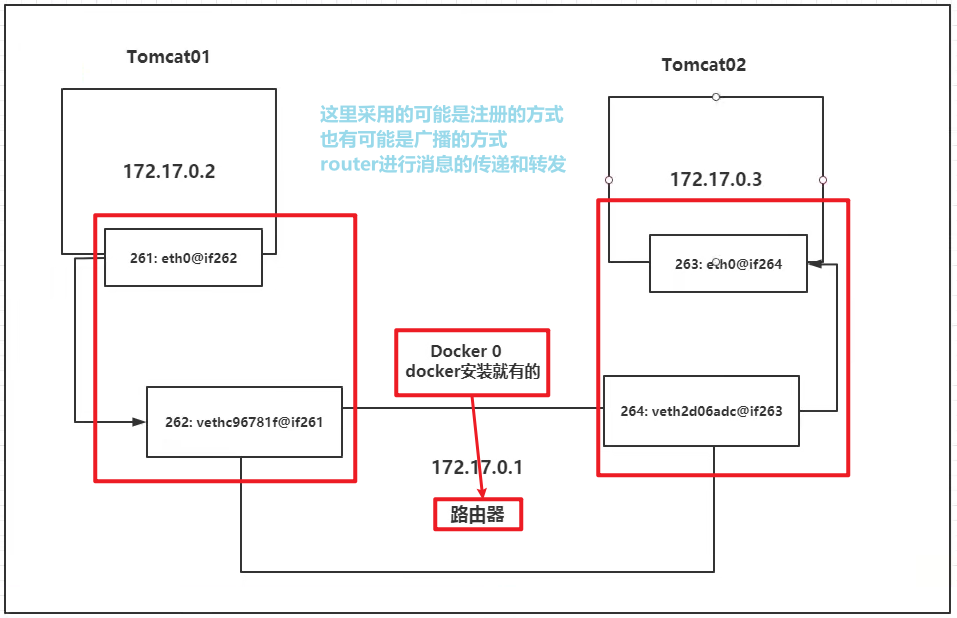 Tomcat01
Tomcat02
这里采用的可能是注册的方式
也有可能是广播的方式
router进行消息的传递和转发
172.17.0.2
172.17.0.3
261: eth0@if262
263: eth0@if264
Docker 0
docker安装就有的
262: vethc96781f@if261
264: veth2d06adc@if263
172.17.0.1
路由器